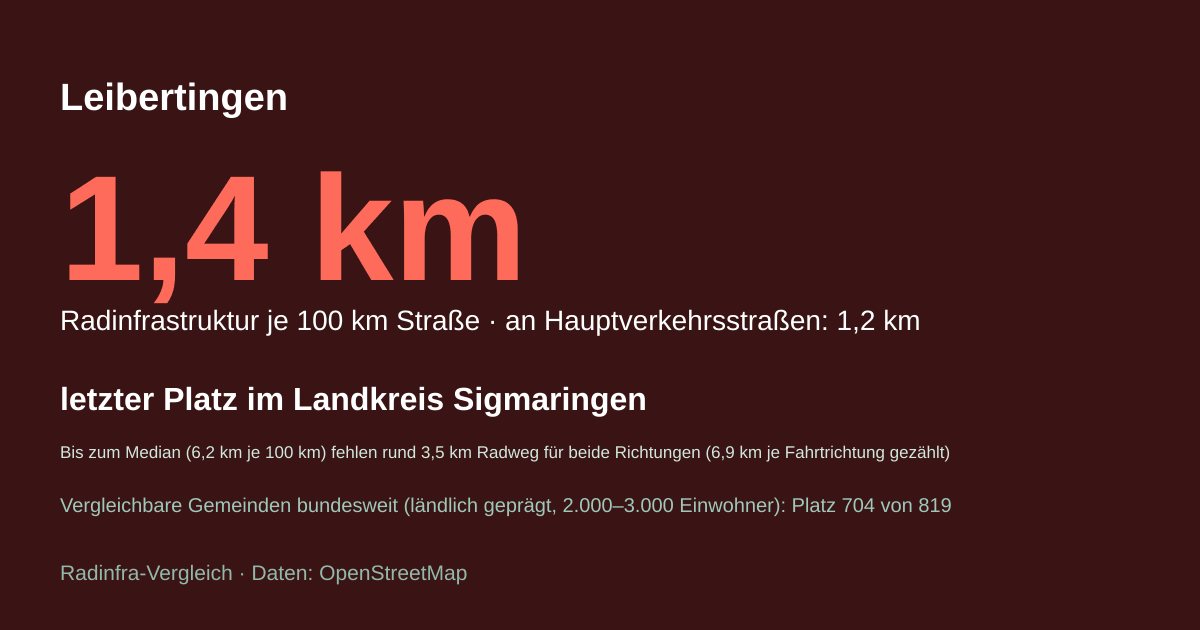 Leibertingen
1,4 km
Radinfrastruktur je 100 km Straße · an Hauptverkehrsstraßen: 1,2 km
letzter Platz im Landkreis Sigmaringen
Bis zum Median (6,2 km je 100 km) fehlen rund 3,5 km Radweg für beide Richtungen (6,9 km je Fahrtrichtung gezählt)
Vergleichbare Gemeinden bundesweit (ländlich geprägt, 2.000–3.000 Einwohner): Platz 704 von 819
Radinfra-Vergleich · Daten: OpenStreetMap